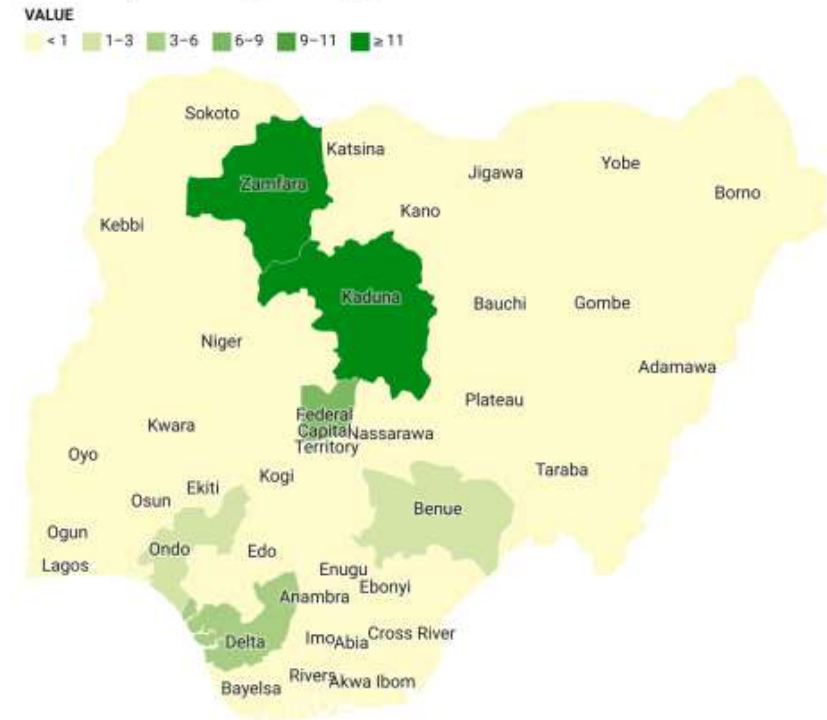 VALUE
< 1 1–3 3–6 6–9 9–11 ≥ 11
Sokoto
Katsina
Zamfara
Jigawa
Yobe
Borno
Kano
Kebbi
Kaduna
Bauchi
Gombe
Niger
Adamawa
Plateau
Federal
Capital
Territory
Nassarawa
Kwara
Oyo
Taraba
Kogi
Ekiti
Osun
Benue
Ogun
Ondo
Edo
Lagos
Enugu
Ebonyi
Anambra
Delta
Imo
Abia
Cross River
Rivers
Akwa Ibom
Bayelsa